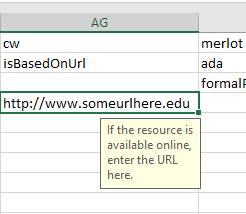 AG
cw merlot
isBasedOnUrl ada
http://www.someurlhere.edu
If the resource is
available online,
enter the URL
here.